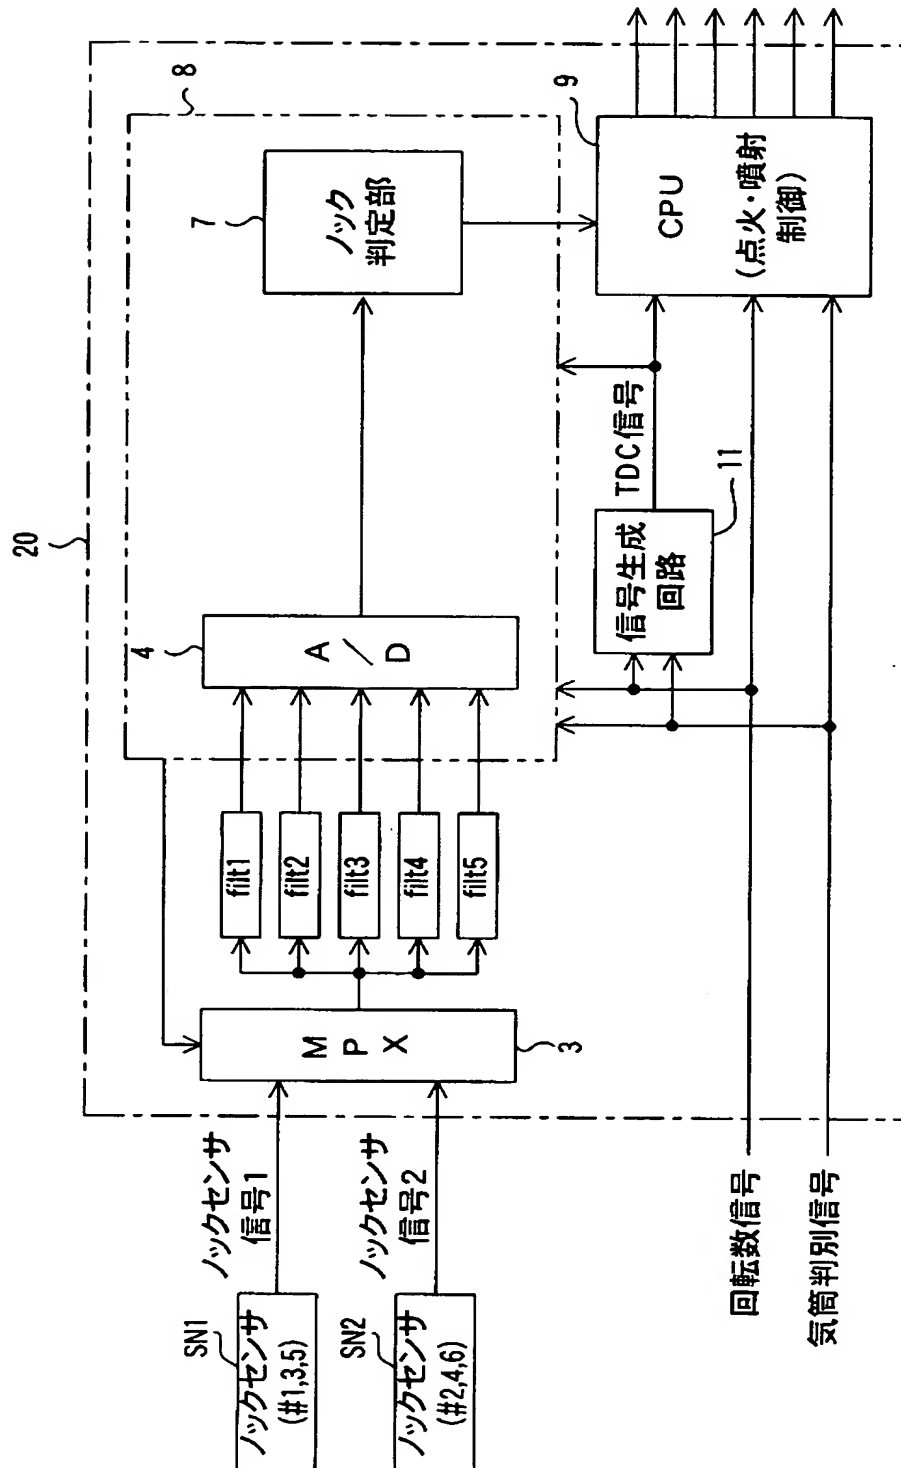 20
8
SN1
ノックセンサ
(#1,3,5)
ノックセンサ
信号1
SN2
ノックセンサ
(#2,4,6)
ノックセンサ
信号2
M
P
X
3
filt1
filt2
filt3
filt4
filt5
4
A
/
D
7
ノック
判定部
9
CPU
(点火・噴射
制御)
信号生成
回路
11
TDC信号
回転数信号
気筒判別信号